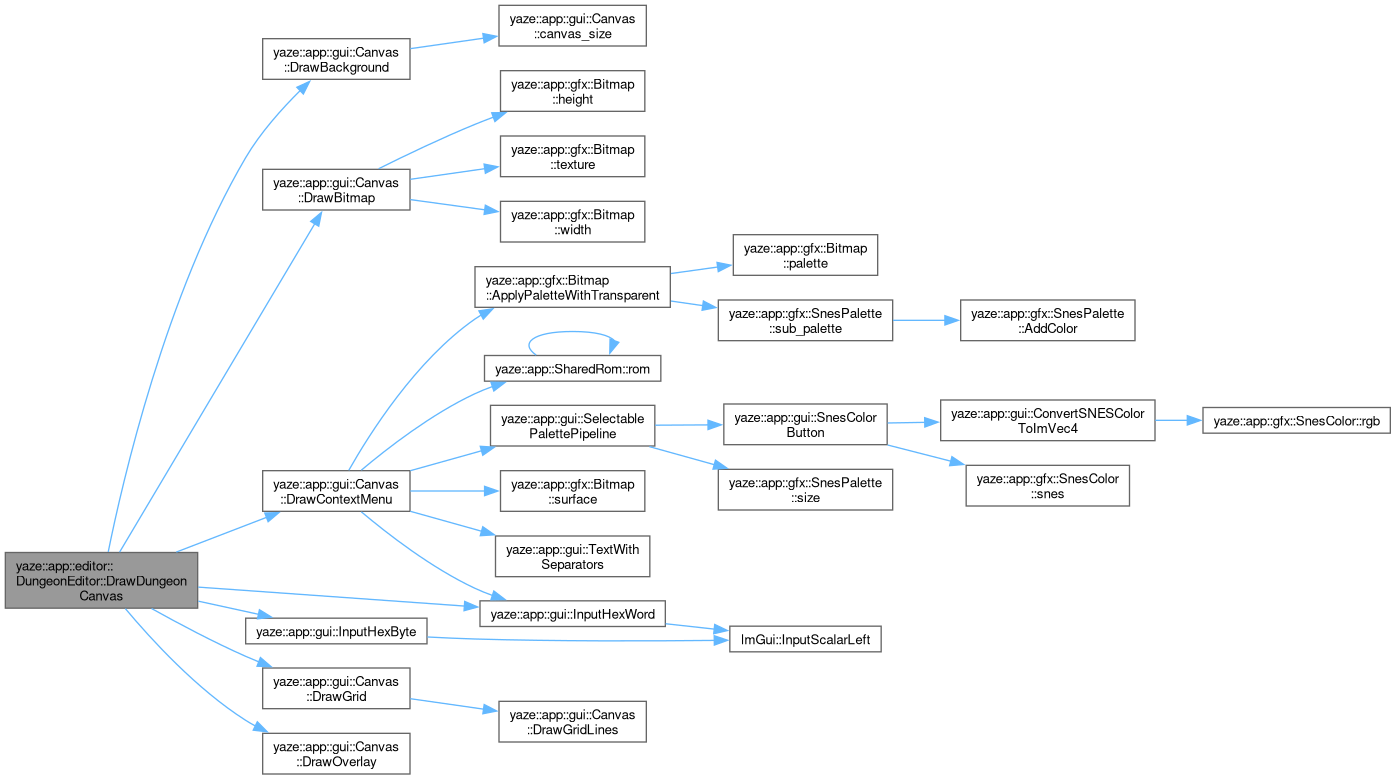 yaze::app::gui::Canvas
::canvas_size
yaze::app::gui::Canvas
::DrawBackground
yaze::app::gfx::Bitmap
::height
yaze::app::gfx::Bitmap
::texture
yaze::app::gui::Canvas
::DrawBitmap
yaze::app::gfx::Bitmap
::width
yaze::app::gfx::Bitmap
::palette
yaze::app::gfx::Bitmap
::ApplyPaletteWithTransparent
yaze::app::gfx::SnesPalette
::sub_palette
yaze::app::gfx::SnesPalette
::AddColor
yaze::app::SharedRom::rom
yaze::app::gui::Selectable
PalettePipeline
yaze::app::gui::SnesColor
Button
yaze::app::gui::ConvertSNESColor
ToImVec4
yaze::app::gfx::SnesColor::rgb
yaze::app::gui::Canvas
::DrawContextMenu
yaze::app::gfx::Bitmap
::surface
yaze::app::gfx::SnesPalette
::size
yaze::app::gfx::SnesColor
::snes
yaze::app::gui::TextWith
Separators
yaze::app::editor::
DungeonEditor::DrawDungeon
Canvas
yaze::app::gui::InputHexWord
yaze::app::gui::InputHexByte
ImGui::InputScalarLeft
yaze::app::gui::Canvas
::DrawGrid
yaze::app::gui::Canvas
::DrawGridLines
yaze::app::gui::Canvas
::DrawOverlay